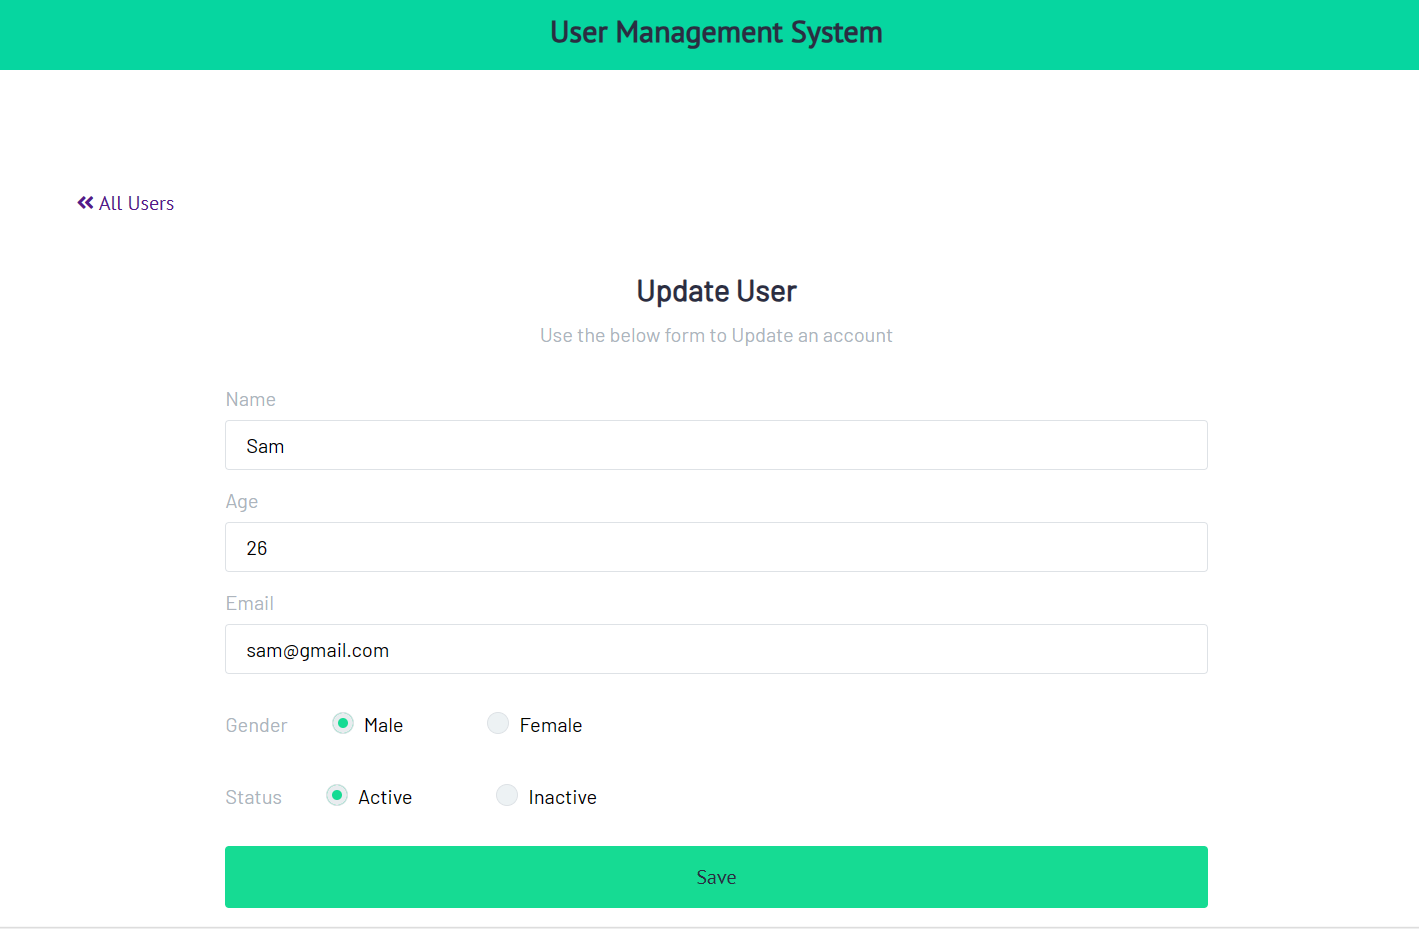 User Management System
All Users
Update User
Use the below form to Update an account
Name
Sam
Age
26
Email
sam@gmail.com
Gender Male Female
Status Active Inactive
Save